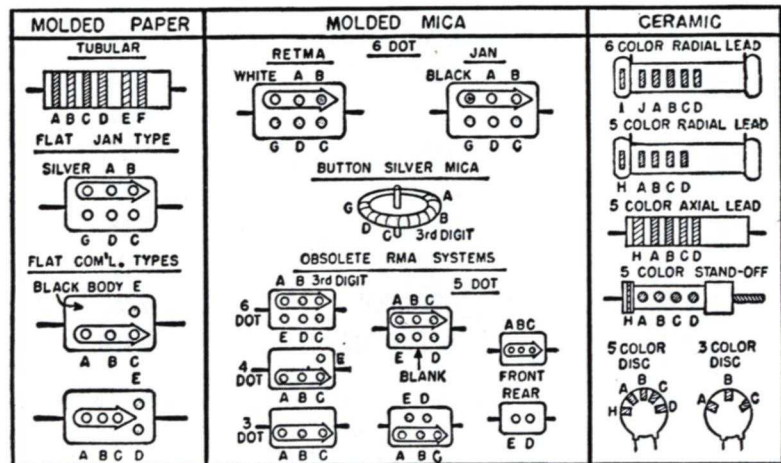 MOLDED PAPER
TUBULAR
A B C D E F
FLAT JAN TYPE
SILVER A B
G D C
FLAT COM'L. TYPES
BLACK BODY E
A B C
E
A B C D
MOLDED MICA
6 DOT
RETMA
WHITE A B
G D C
JAN
BLACK A B
G D C
BUTTON SILVER MICA
A
G
B
D
C
3rd DIGIT
OBSOLETE RMA SYSTEMS
A B 3rd DIGIT
6 DOT
E D C
4 DOT
E
A B C
3 DOT
A B C
5 DOT
A B C
E D
BLANK
E D
A B C
A B C
FRONT
REAR
E D
CERAMIC
6 COLOR RADIAL LEAD
I J A B C D
5 COLOR RADIAL LEAD
H A B C D
5 COLOR AXIAL LEAD
H A B C D
5 COLOR STAND-OFF
H A B C D
5 COLOR
DISC
B
A C
H D
3 COLOR
DISC
B
A C